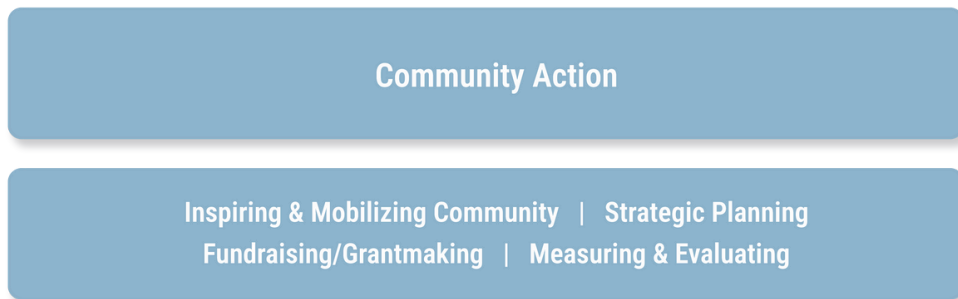 Community Action
Inspiring & Mobilizing Community | Strategic Planning
Fundraising/Grantmaking | Measuring & Evaluating